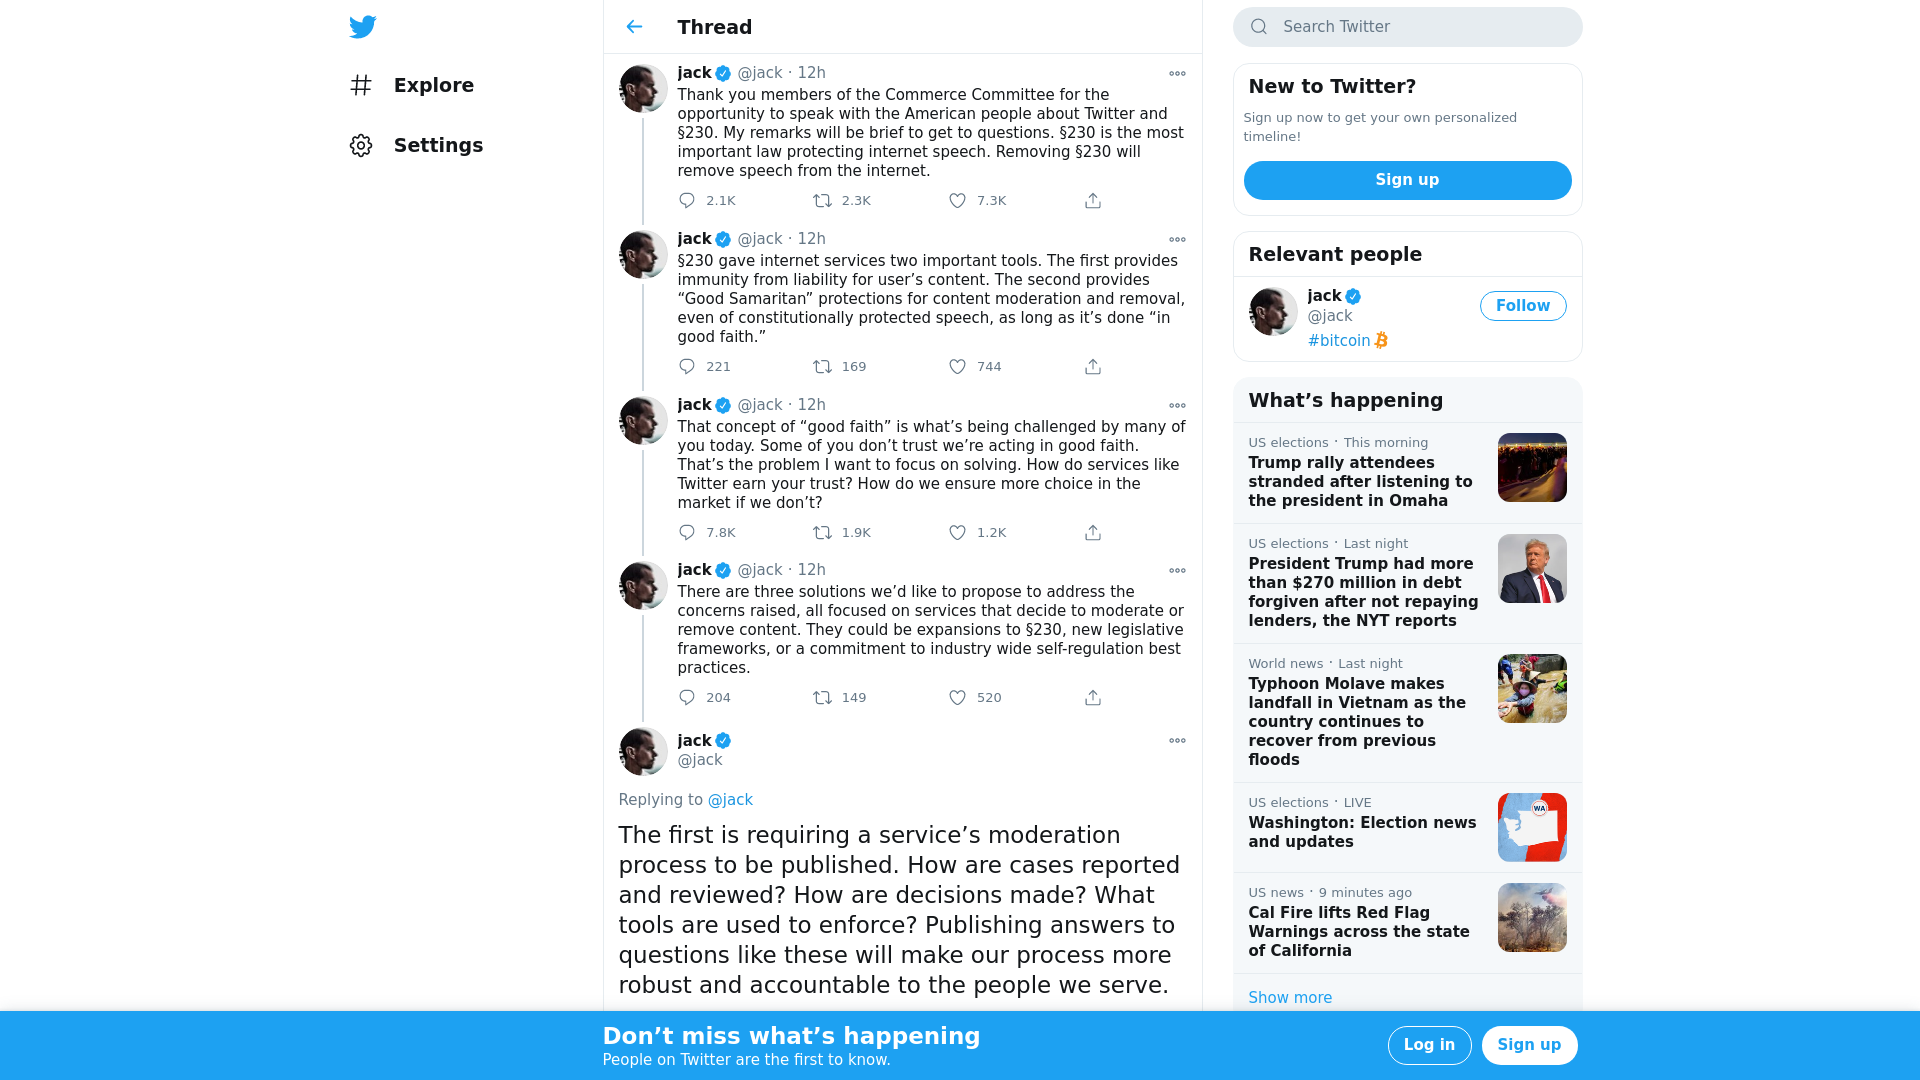 Explore
Settings
Thread
jack @jack · 12h
Thank you members of the Commerce Committee for the
opportunity to speak with the American people about Twitter and
§230. My remarks will be brief to get to questions. §230 is the most
important law protecting internet speech. Removing §230 will
remove speech from the internet.
2.1K 2.3K 7.3K
jack @jack · 12h
§230 gave internet services two important tools. The first provides
immunity from liability for user’s content. The second provides
“Good Samaritan” protections for content moderation and removal,
even of constitutionally protected speech, as long as it’s done “in
good faith.”
221 169 744
jack @jack · 12h
That concept of “good faith” is what’s being challenged by many of
you today. Some of you don’t trust we’re acting in good faith.
That’s the problem I want to focus on solving. How do services like
Twitter earn your trust? How do we ensure more choice in the
market if we don’t?
7.8K 1.9K 1.2K
jack @jack · 12h
There are three solutions we’d like to propose to address the
concerns raised, all focused on services that decide to moderate or
remove content. They could be expansions to §230, new legislative
frameworks, or a commitment to industry wide self-regulation best
practices.
204 149 520
jack
@jack
Replying to @jack
The first is requiring a service’s moderation
process to be published. How are cases reported
and reviewed? How are decisions made? What
tools are used to enforce? Publishing answers to
questions like these will make our process more
robust and accountable to the people we serve.
Search Twitter
New to Twitter?
Sign up now to get your own personalized
timeline!
Sign up
Relevant people
jack
@jack
Follow
#bitcoin
What’s happening
US elections · This morning
Trump rally attendees
stranded after listening to
the president in Omaha
US elections · Last night
President Trump had more
than $270 million in debt
forgiven after not repaying
lenders, the NYT reports
World news · Last night
Typhoon Molave makes
landfall in Vietnam as the
country continues to
recover from previous
floods
US elections · LIVE
Washington: Election news
and updates
WA
US news · 9 minutes ago
Cal Fire lifts Red Flag
Warnings across the state
of California
Show more
Don’t miss what’s happening
People on Twitter are the first to know.
Log in
Sign up